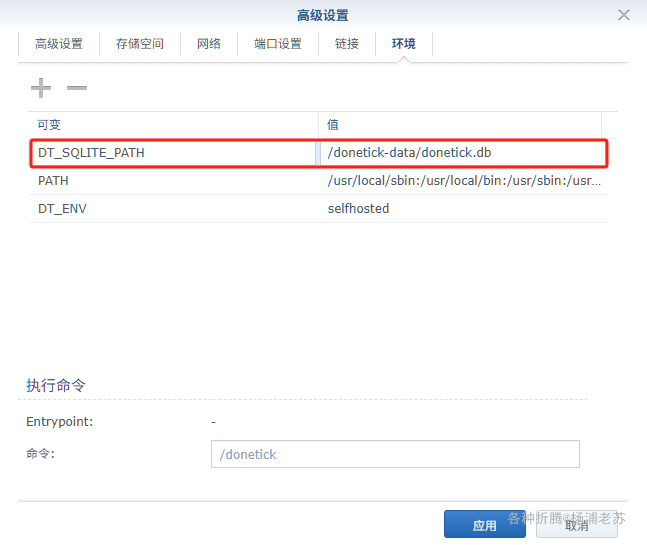 高级设置
高级设置 存储空间 网络 端口设置 链接 环境
可变 值
DT_SQLITE_PATH /donetick-data/donetick.db
PATH /usr/local/sbin:/usr/local/bin:/usr/sbin:/usr...
DT_ENV selfhosted
执行命令
Entrypoint: -
命令: /donetick
应用 取消
各种折腾@杨浦老苏